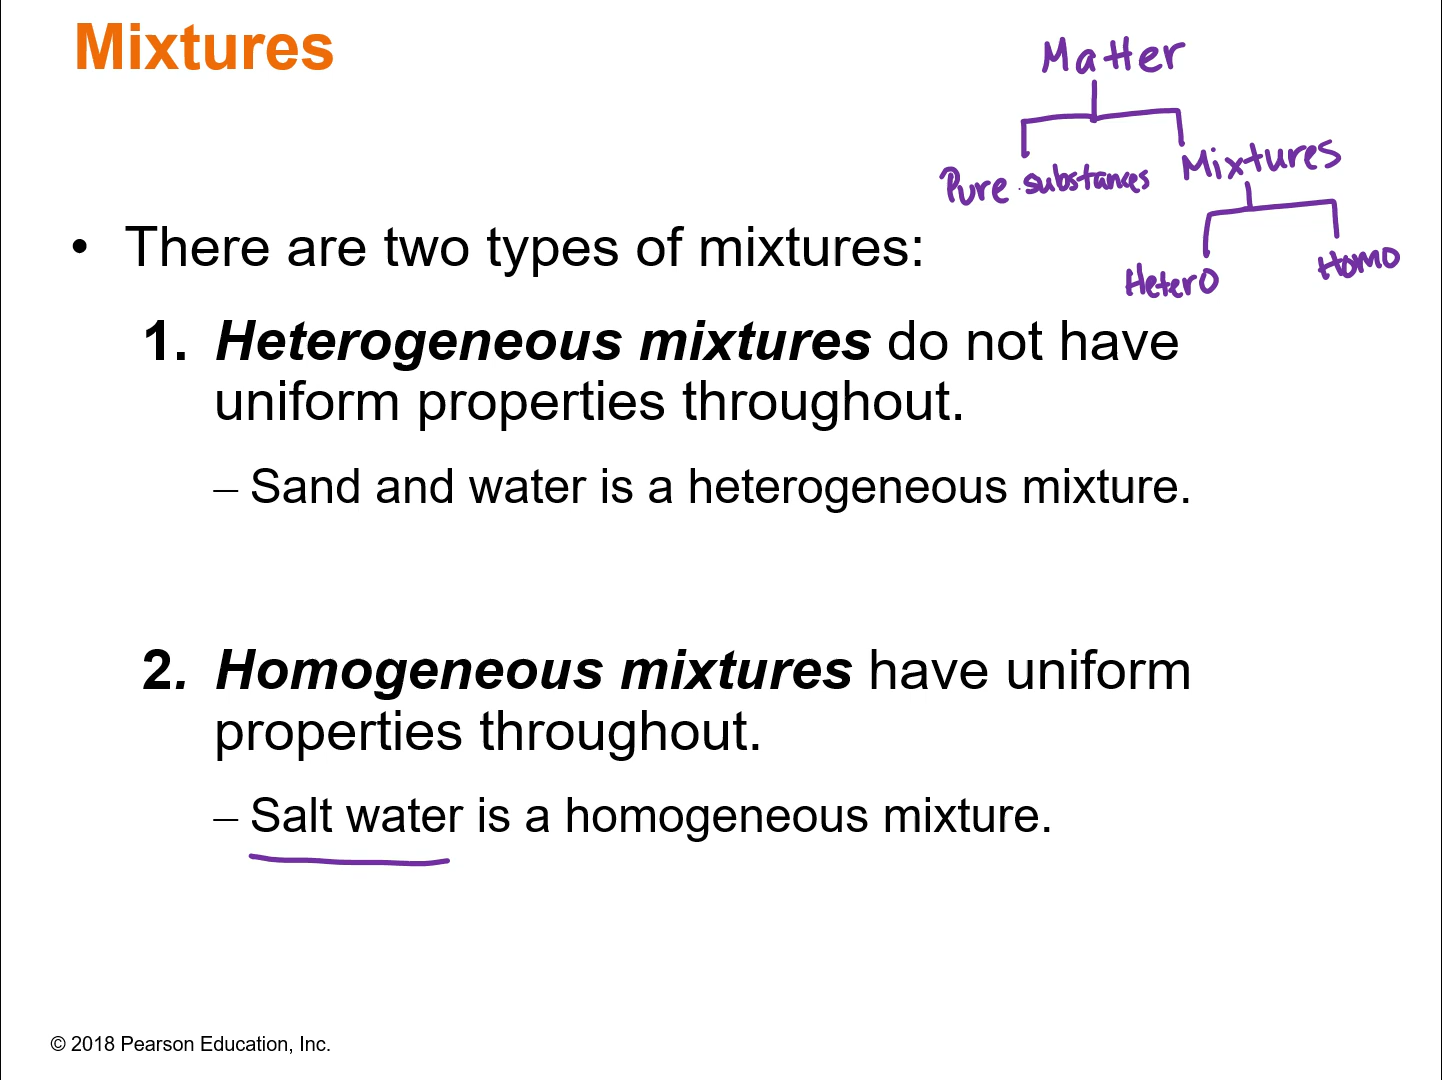 Mixtures
Matter
Pure substances Mixtures
Hetero Homo
• There are two types of mixtures:
1. Heterogeneous mixtures do not have
uniform properties throughout.
– Sand and water is a heterogeneous mixture.
2. Homogeneous mixtures have uniform
properties throughout.
– Salt water is a homogeneous mixture.
© 2018 Pearson Education, Inc.